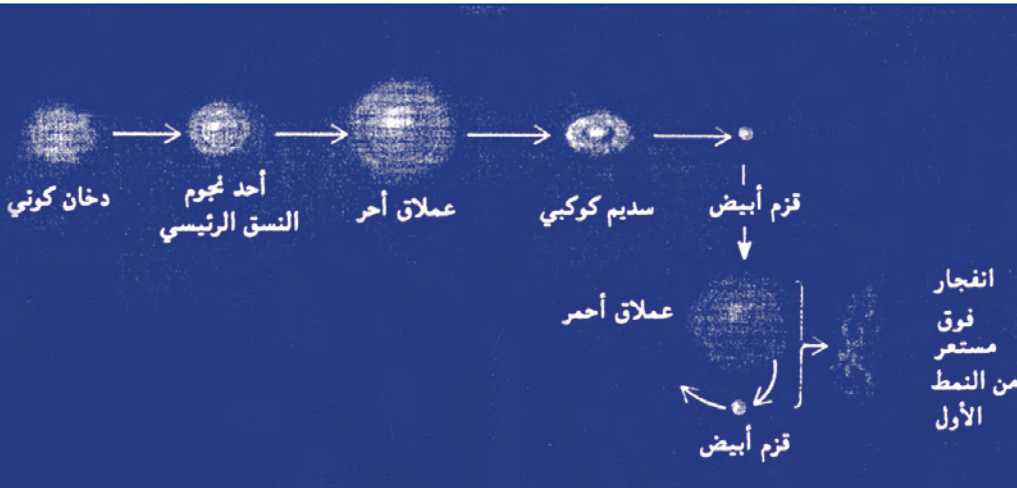 دخان كوني
أحد نجوم
النسق الرئيسي
عملاق أحر
سديم كوكبي
قزم أبيض
عملاق أحمر
قزم أبيض
انفجار
فوق
مستعر
من النمط
الأول